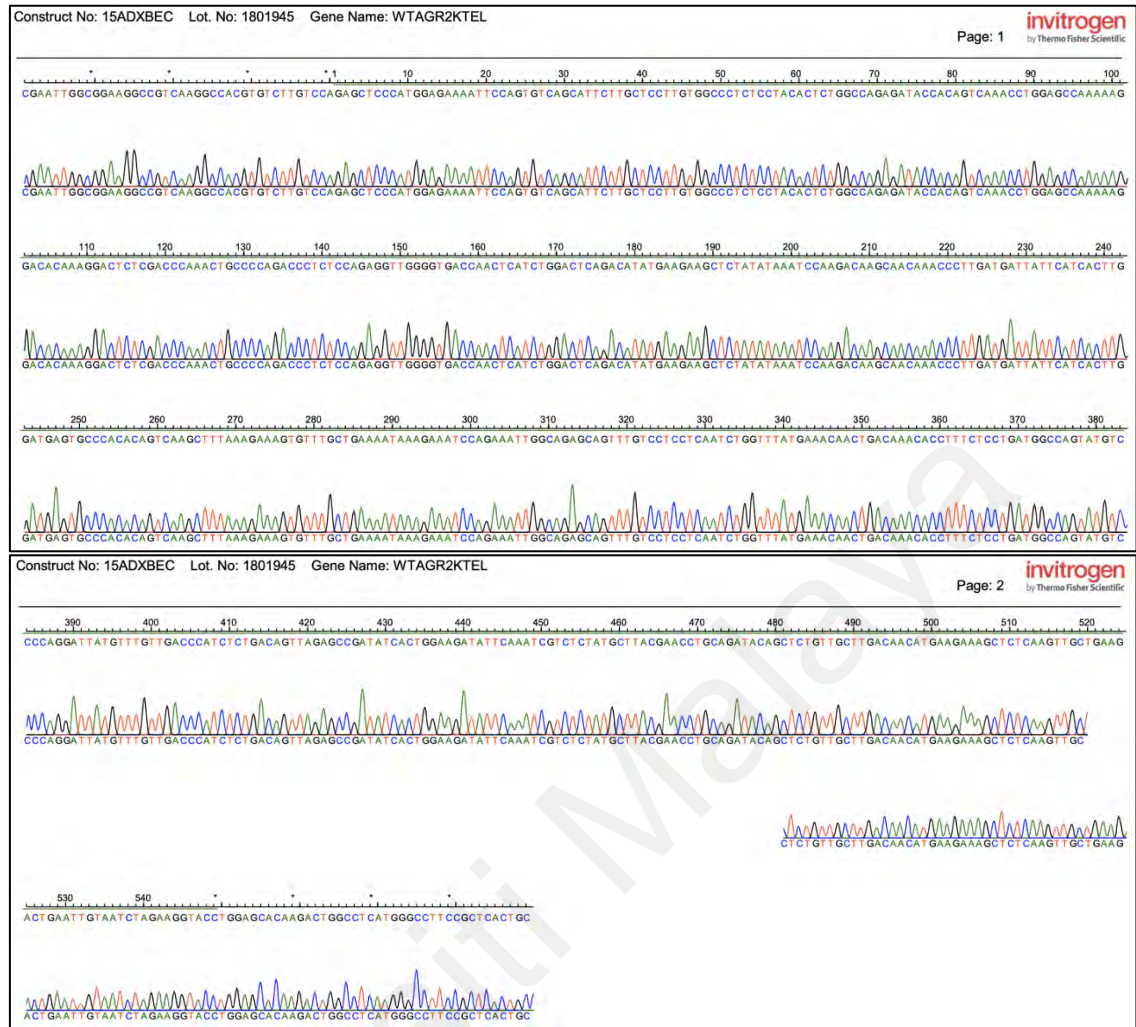 Construct No: 15ADXBEC Lot. No: 1801945 Gene Name: WTAGR2KTEL
Page: 1
invitrogen
by Thermo Fisher Scientific
* * * * 1 10 20 30 40 50 60 70 80 90 100
CGAATTGGCGGAAGGCCGTCAAGGCCACGTGTCTTGTCCAGAGCTCCCATGGAGAAAATTCCAGTGTCAGCATTCTTGCTCCTTGTGGCCCTCTCCTACACTCTGGCCAGAGATACCACAGTCAAACCTGGAGCCAAAAAG
CGAATTGGCGGAAGGCCGTCAAGGCCACGTGTCTTGTCCAGAGCTCCCATGGAGAAAATTCCAGTGTCAGCATTCTTGCTCCTTGTGGCCCTCTCCTACACTCTGGCCAGAGATACCACAGTCAAACCTGGAGCCAAAAAG
110 120 130 140 150 160 170 180 190 200 210 220 230 240
GACACAAAGGACTCTCGACCCAAACTGCCCCAGACCCTCTCCAGAGGTTGGGGTGACCAACTCATCTGGACTCAGACATATGAAGAAGCTCTATATAAATCCAAGACAAGCAACAAACCCTTGATGATTATTCATCACTTG
GACACAAAGGACTCTCGACCCAAACTGCCCCAGACCCTCTCCAGAGGTTGGGGTGACCAACTCATCTGGACTCAGACATATGAAGAAGCTCTATATAAATCCAAGACAAGCAACAAACCCTTGATGATTATTCATCACTTG
250 260 270 280 290 300 310 320 330 340 350 360 370 380
GATGAGTGCCCACACAGTCAAGCTTTAAAGAAAGTGTTTGCTGAAAATAAAGAAATCCAGAAATTGGCAGAGCAGTTTGTCCTCCTCAATCTGGTTTATGAAACAACTGACAAACACCTTTCTCCTGATGGCCAGTATGTC
GATGAGTGCCCACACAGTCAAGCTTTAAAGAAAGTGTTTGCTGAAAATAAAGAAATCCAGAAATTGGCAGAGCAGTTTGTCCTCCTCAATCTGGTTTATGAAACAACTGACAAACACCTTTCTCCTGATGGCCAGTATGTC
Construct No: 15ADXBEC Lot. No: 1801945 Gene Name: WTAGR2KTEL
Page: 2
invitrogen
by Thermo Fisher Scientific
390 400 410 420 430 440 450 460 470 480 490 500 510 520
CCCAGGATTATGTTTGTTGACCCATCTCTGACAGTTAGAGCCGATATCACTGGAAGATATTCAAATCGTCTCTATGCTTACGAACCTGCAGATACAGCTCTGTTGCTTGACAACATGAAGAAAGCTCTCAAGTTGCTGAAG
CCCAGGATTATGTTTGTTGACCCATCTCTGACAGTTAGAGCCGATATCACTGGAAGATATTCAAATCGTCTCTATGCTTACGAACCTGCAGATACAGCTCTGTTGCTTGACAACATGAAGAAAGCTCTCAAGTTGC
CTCTGTTGCTTGACAACATGAAGAAAGCTCTCAAGTTGCTGAAG
530 540 * * * *
ACTGAATTGTAATCTAGAAGGTACCTGGAGCACAAGACTGGCCTCATGGGCCTTCCGCTCACTGC
ACTGAATTGTAATCTAGAAGGTACCTGGAGCACAAGACTGGCCTCATGGGCCTTCCGCTCACTGC
iti Malaya